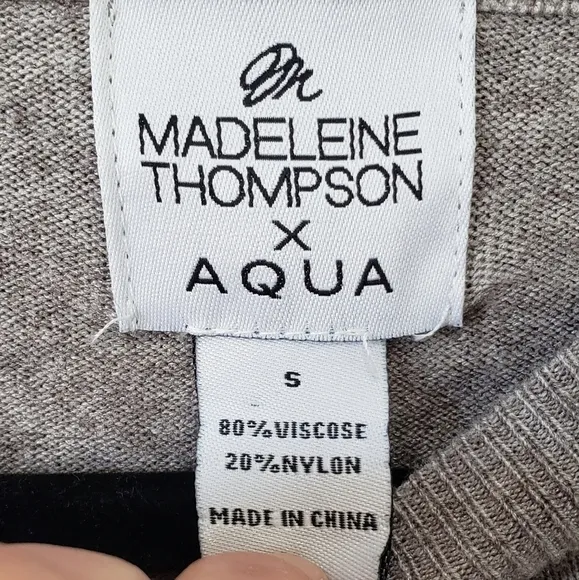 MADELEINE
THOMPSON
X
AQUA
S
80%VISCOSE
20%NYLON
MADE IN CHINA